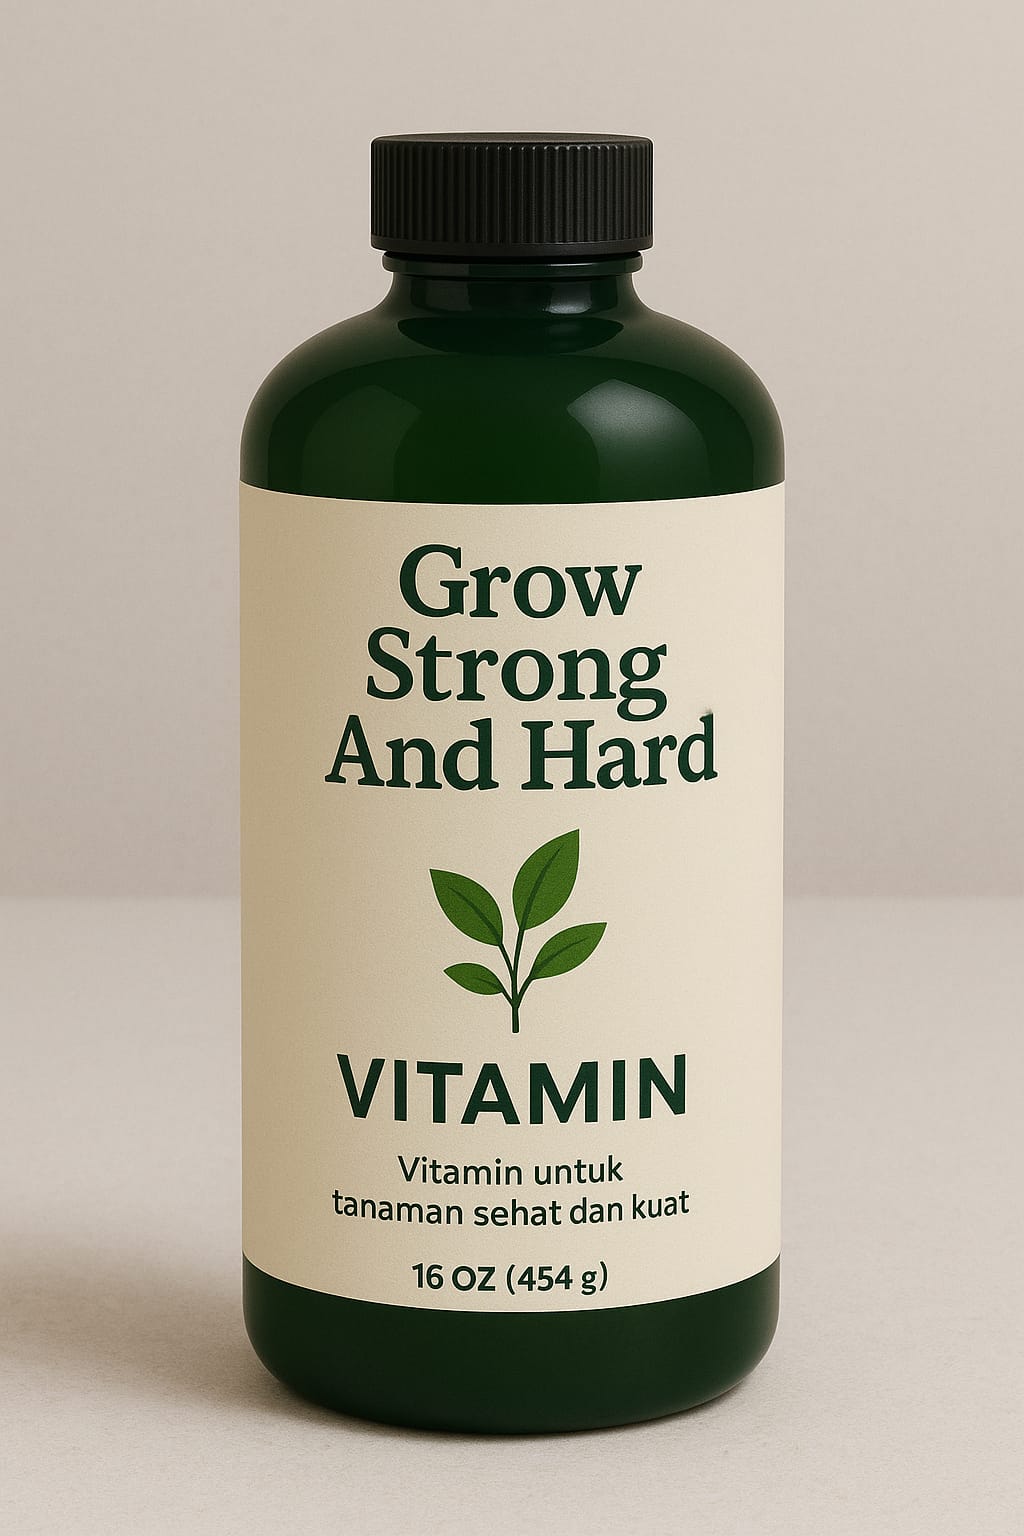 Grow
Strong
And Hard
VITAMIN
Vitamin untuk
tanaman sehat dan kuat
16 OZ (454 g)